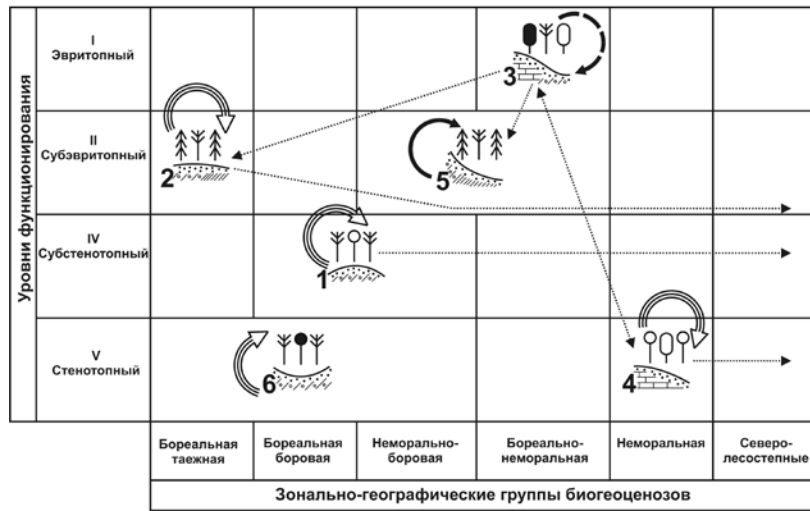 Уровни функционирования
I
Эвритопный
3
II
Субэвритопный
2
5
IV
Субстенотопный
1
V
Стенотопный
6
4
Бореальная
таежная
Бореальная
боровая
Неморально-
боровая
Бореально-
неморальная
Неморальная
Северо-
лесостепные
Зонально-географические группы биогеоценозов